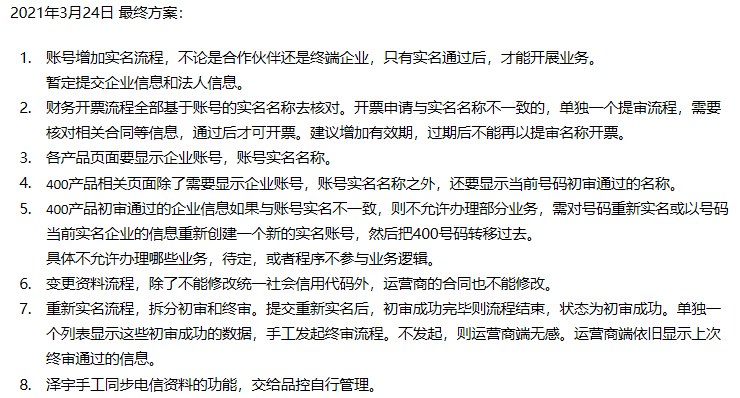 2021年3月24日 最终方案：
1. 账号增加实名流程，不论是合作伙伴还是终端企业，只有实名通过后，才能开展业务。
暂定提交企业信息和法人信息。
2. 财务开票流程全部基于账号的实名名称去核对。开票申请与实名名称不一致的，单独一个提审流程，需要
核对相关合同等信息，通过后才可开票。建议增加有效期，过期后不能再以提审名称开票。
3. 各产品页面要显示企业账号，账号实名名称。
4. 400产品相关页面除了需要显示企业账号，账号实名名称之外，还要显示当前号码初审通过的名称。
5. 400产品初审通过的企业信息如果与账号实名不一致，则不允许办理部分业务，需对号码重新实名或以号码
当前实名企业的信息重新创建一个新的实名账号，然后把400号码转移过去。
具体不允许办理哪些业务，待定，或者程序不参与业务逻辑。
6. 变更资料流程，除了不能修改统一社会信用代码外，运营商的合同也不能修改。
7. 重新实名流程，拆分初审和终审。提交重新实名后，初审成功完毕则流程结束，状态为初审成功。单独一
个列表显示这些初审成功的数据，手工发起终审流程。不发起，则运营商端无感。运营商端依旧显示上次
终审通过的信息。
8. 泽宇手工同步电信资料的功能，交给品控自行管理。